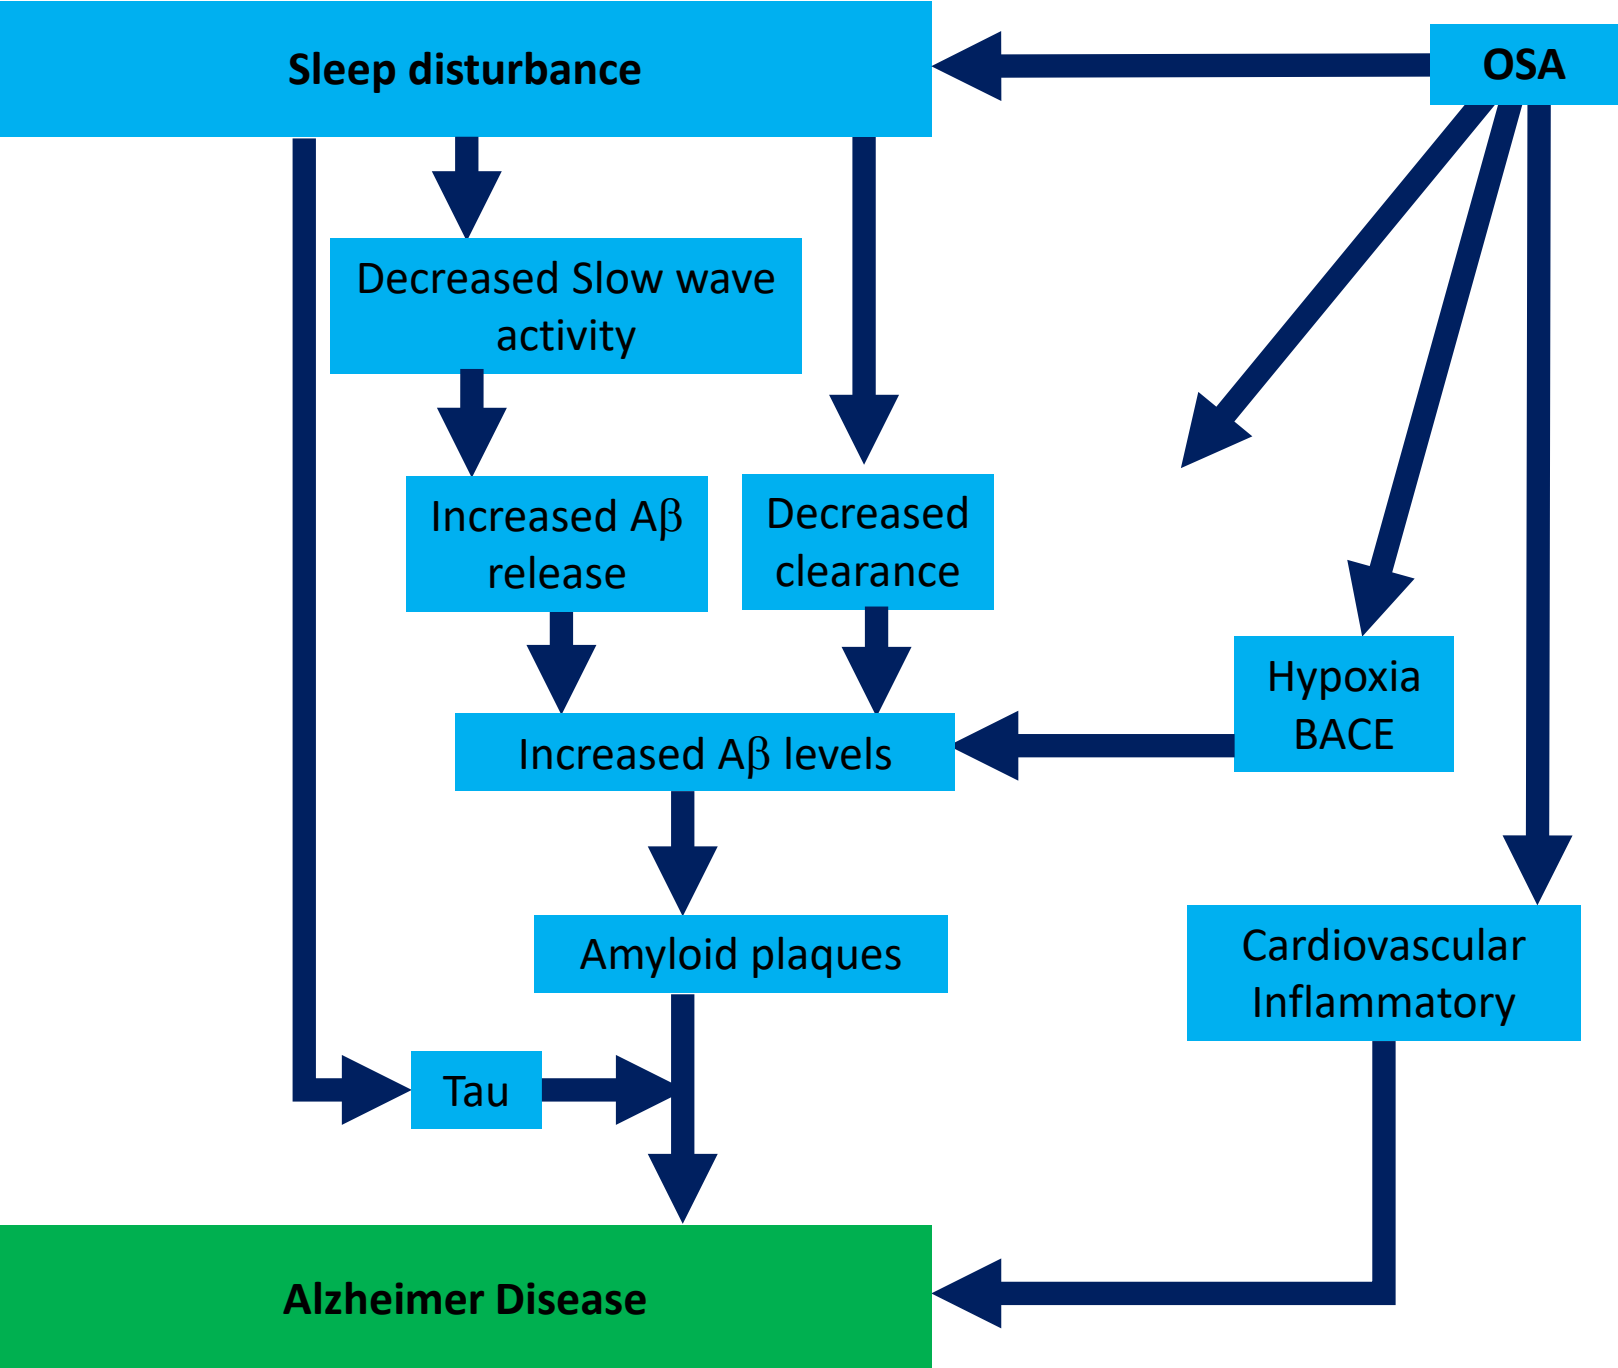 Sleep disturbance
OSA
Decreased Slow wave
activity
Increased Aβ
release
Decreased
clearance
Hypoxia
BACE
Increased Aβ levels
Amyloid plaques
Cardiovascular
Inflammatory
Tau
Alzheimer Disease